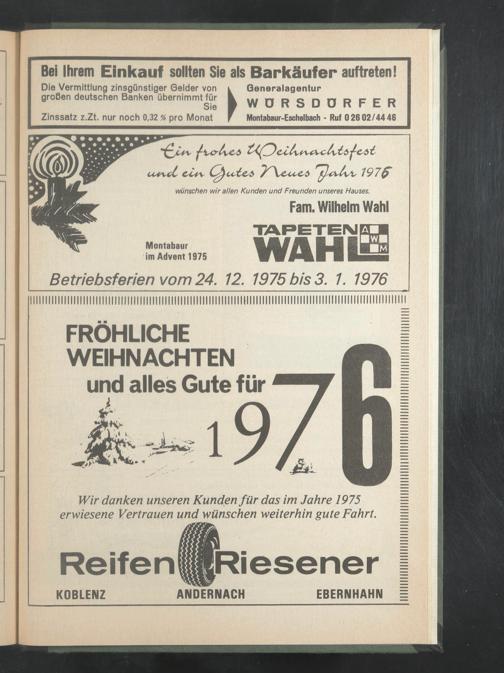 Bei Ihrem Einkauf sollten Sie als Barkäufer auftreten!
Die Vermittlung zinsgünstiger Gelder von
großen deutschen Banken übernimmt für
Sie
Zinssatz z.Zt. nur noch 0,32 % pro Monat
Generalagentur
WÖRSDÖRFER
Montabaur-Eschelbach - Ruf 0 26 02/44 46
Ein frohes Weihnachtsfest
und ein Gutes Neues Jahr 1976
wünschen wir allen Kunden und Freunden unseres Hauses.
Fam. Wilhelm Wahl
TAPETEN
WAHL
A
W
M
Montabaur
im Advent 1975
Betriebsferien vom 24. 12. 1975 bis 3. 1. 1976
FRÖHLICHE
WEIHNACHTEN
und alles Gute für
1976
Wir danken unseren Kunden für das im Jahre 1975
erwiesene Vertrauen und wünschen weiterhin gute Fahrt.
Reifen Riesener
KOBLENZ ANDERNACH EBERNHAHN